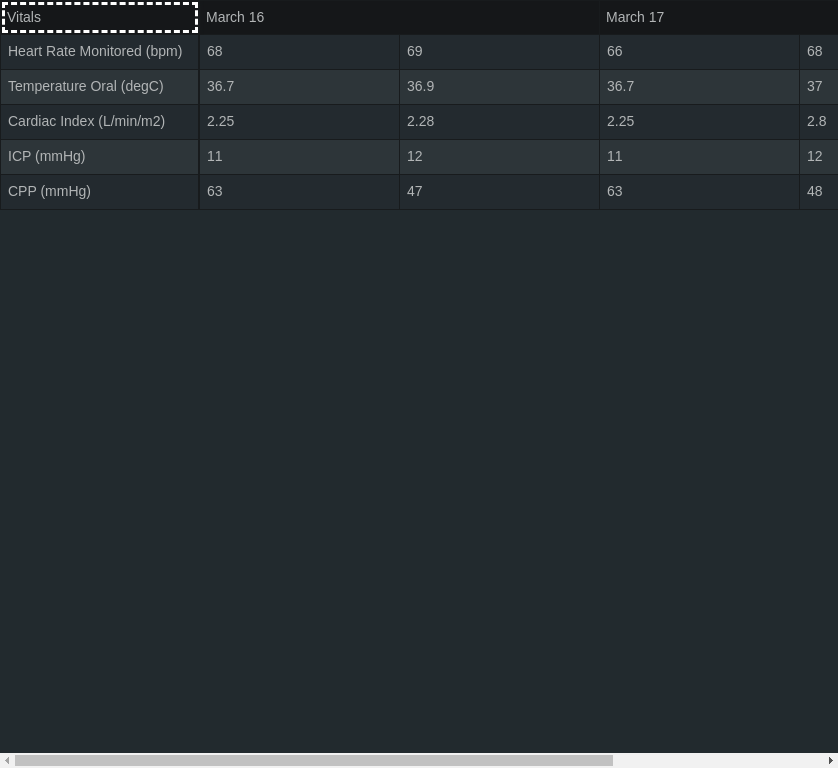 Vitals March 16 March 17
Heart Rate Monitored (bpm) 68 69 66 68
Temperature Oral (degC) 36.7 36.9 36.7 37
Cardiac Index (L/min/m2) 2.25 2.28 2.25 2.8
ICP (mmHg) 11 12 11 12
CPP (mmHg) 63 47 63 48